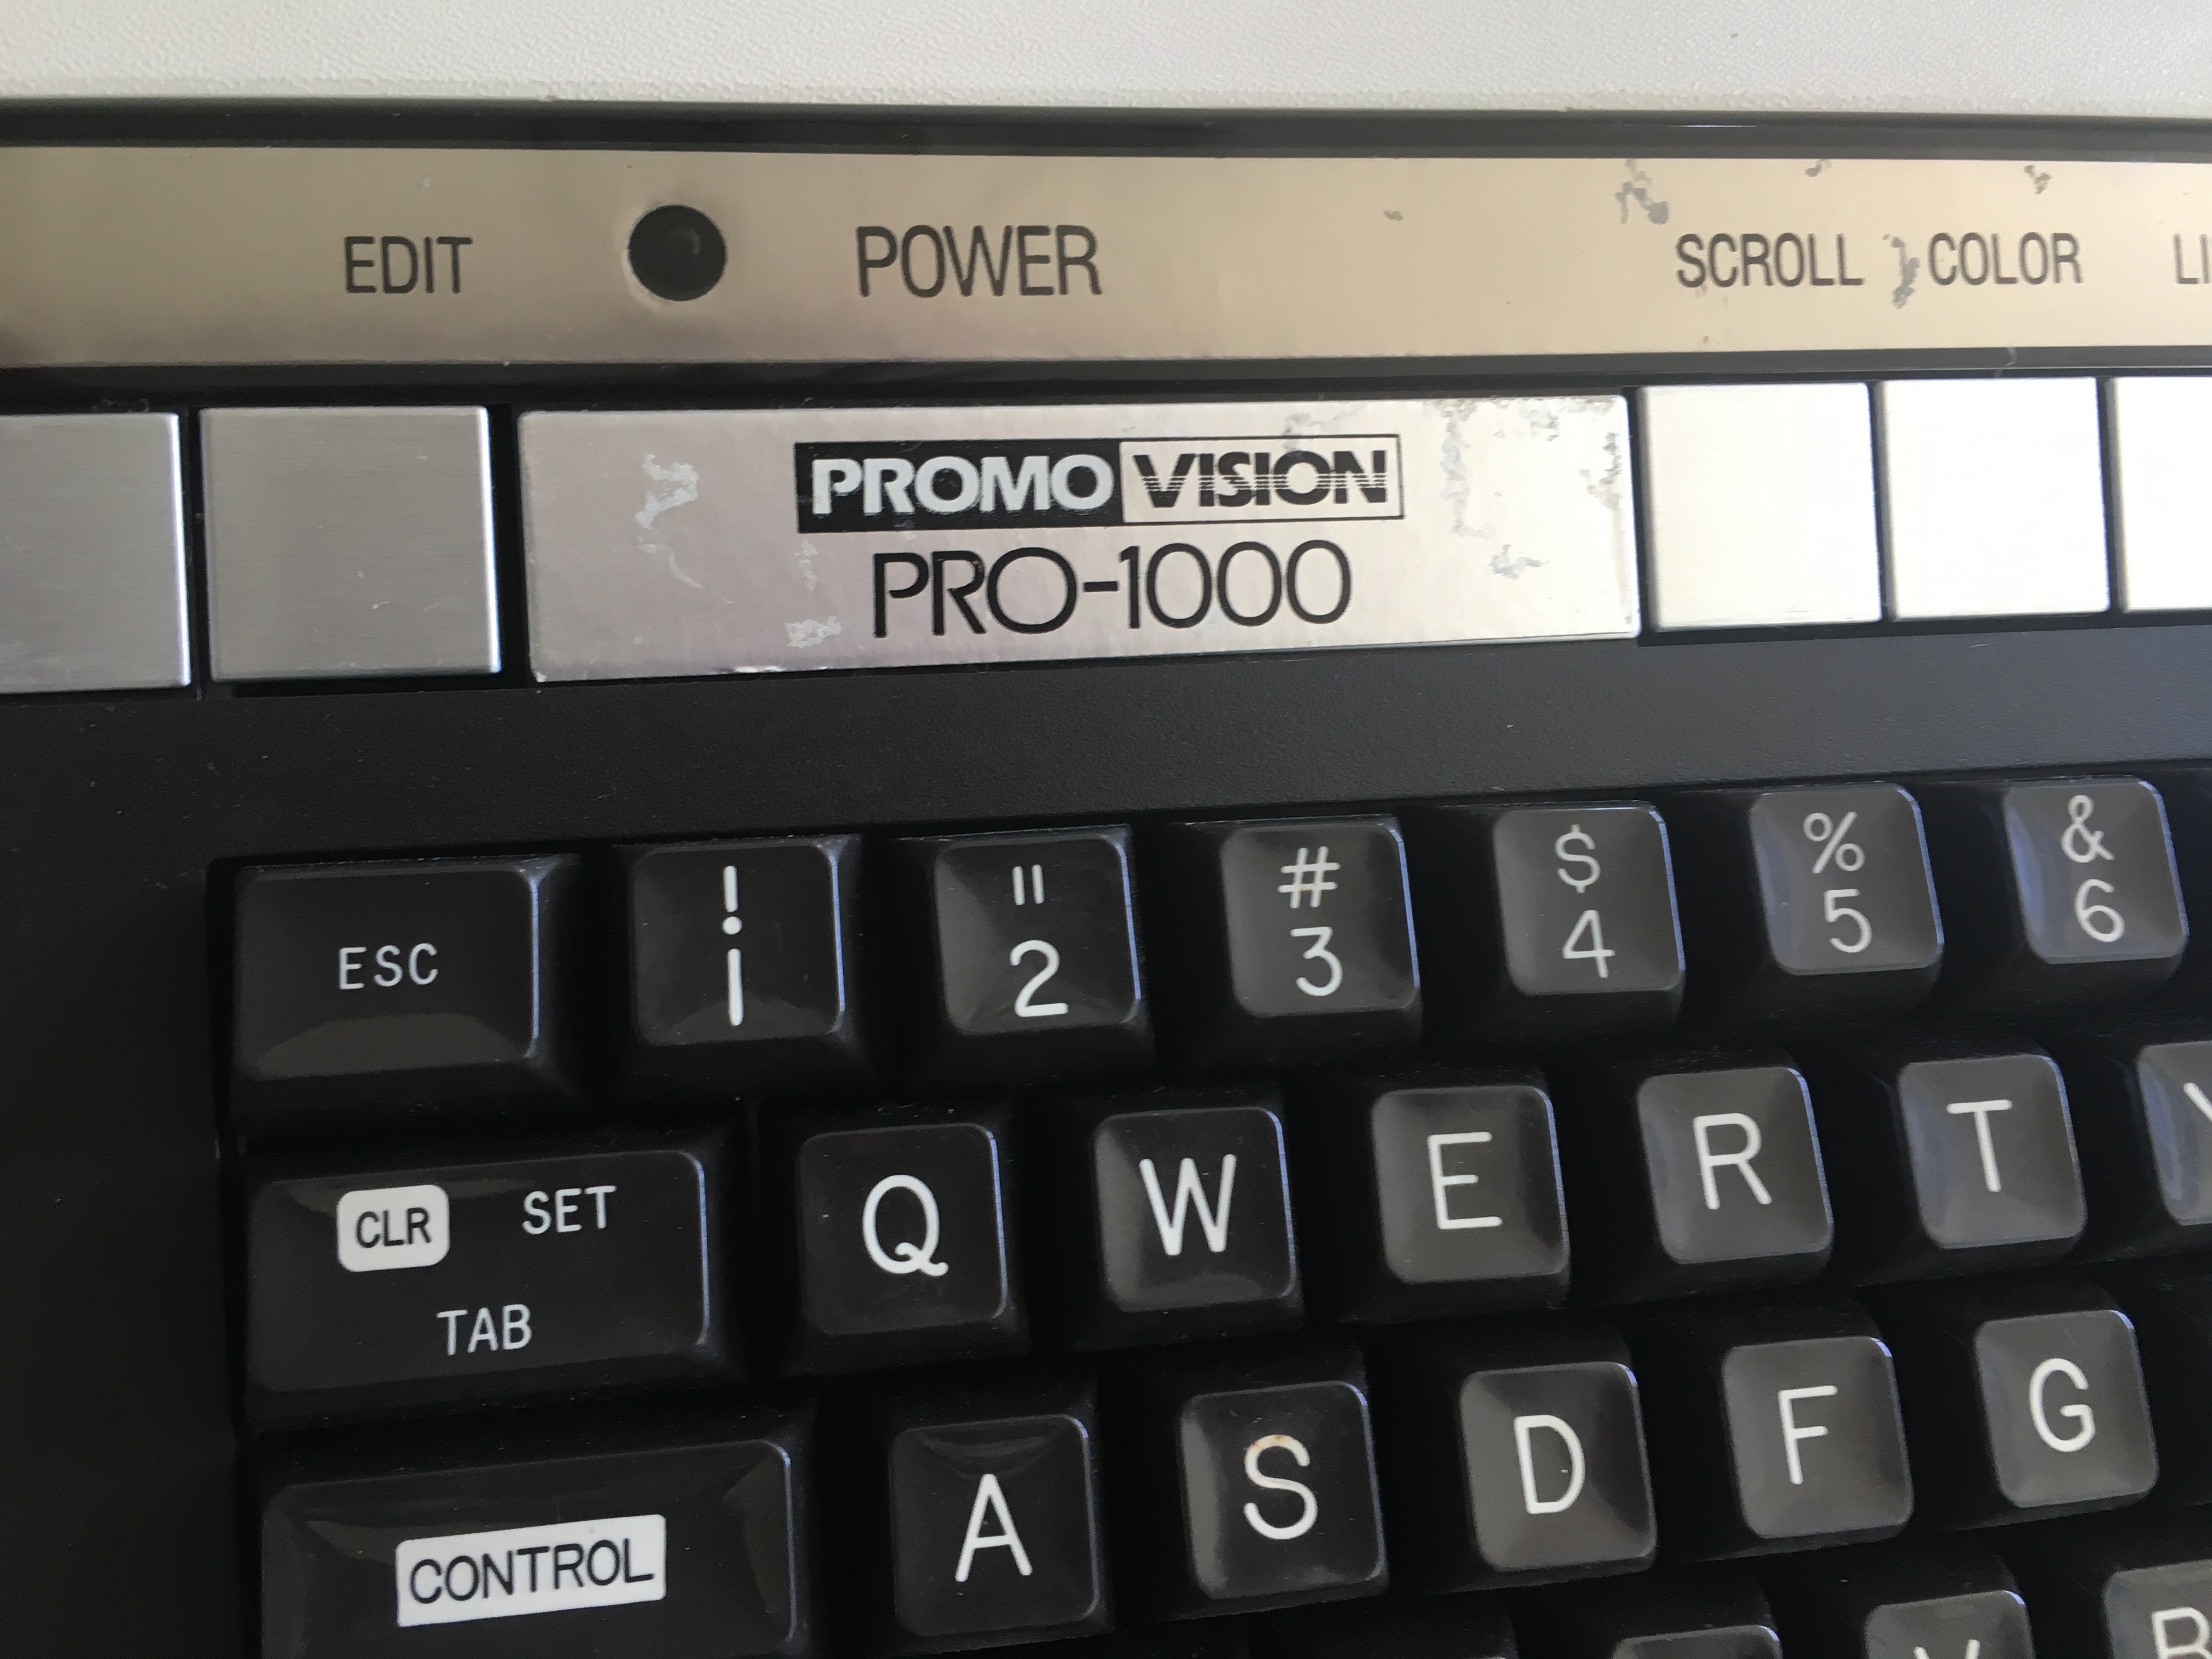 EDIT POWER SCROLL COLOR LI
PROMO VISION
PRO-1000
! " # $ % &
ESC 1 2 3 4 5 6
CLR SET
TAB
Q W E R T
CONTROL
A S D F G